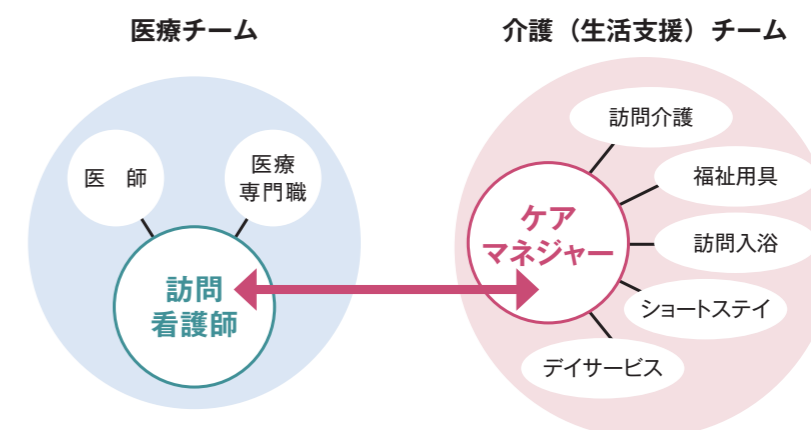 医療チーム
介護（生活支援）チーム
医　師
医療
専門職
訪問
看護師
訪問介護
福祉用具
ケア
マネジャー
訪問入浴
ショートステイ
デイサービス